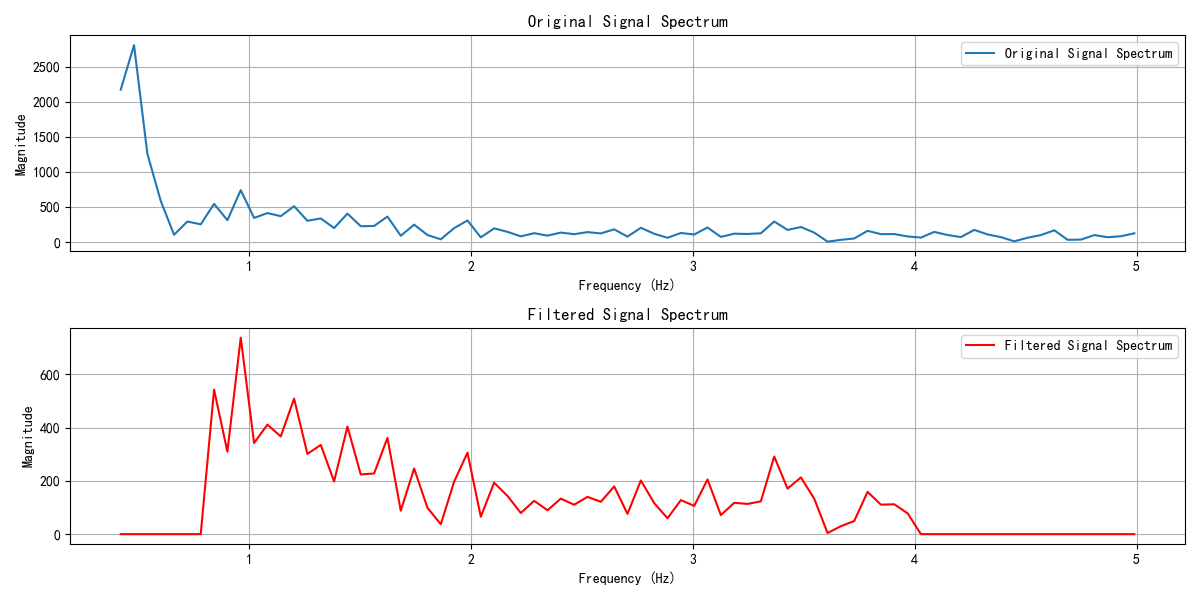 Original Signal Spectrum
Original Signal Spectrum
Magnitude
2500
2000
1500
1000
500
0
1
2
3
4
5
Frequency (Hz)
Filtered Signal Spectrum
Filtered Signal Spectrum
Magnitude
600
400
200
0
1
2
3
4
5
Frequency (Hz)